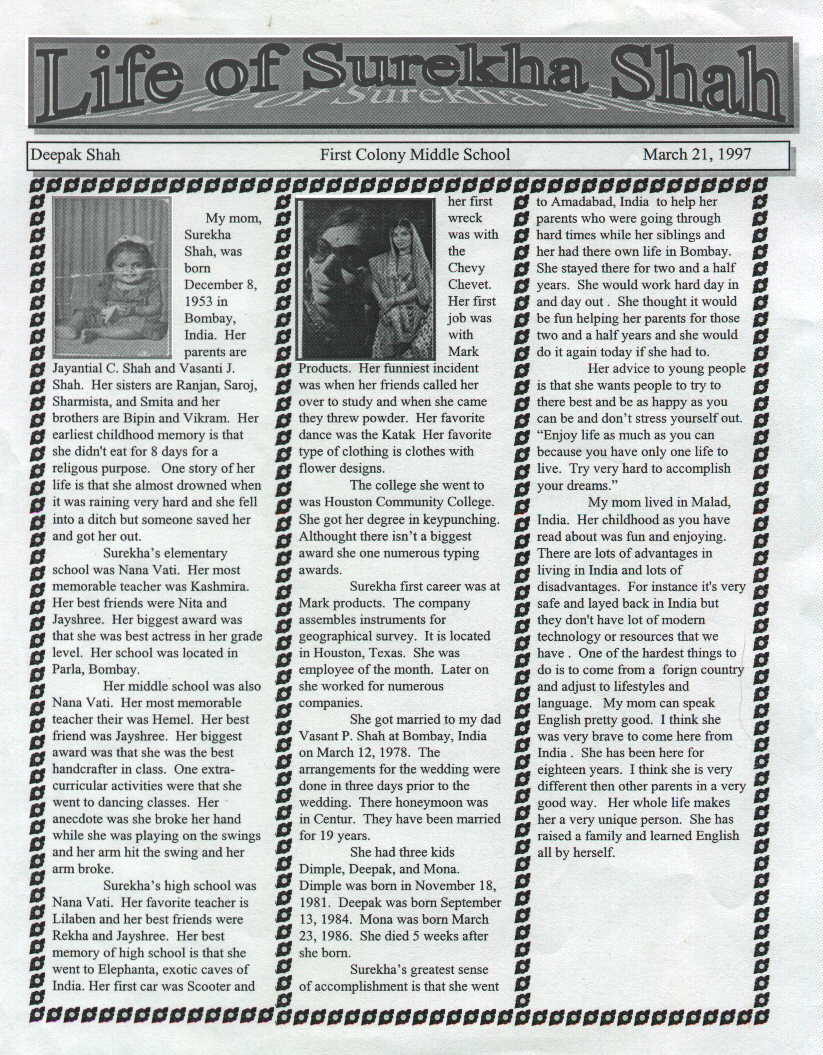 Life of Surekha Shah
Deepak Shah First Colony Middle School March 21, 1997
My mom,
Surekha
Shah, was
born
December 8,
1953 in
Bombay,
India. Her
parents are
Jayantial C. Shah and Vasanti J.
Shah. Her sisters are Ranjan, Saroj,
Sharmista, and Smita and her
brothers are Bipin and Vikram. Her
earliest childhood memory is that
she didn't eat for 8 days for a
religous purpose. One story of her
life is that she almost drowned when
it was raining very hard and she fell
into a ditch but someone saved her
and got her out.
Surekha's elementary
school was Nana Vati. Her most
memorable teacher was Kashmira.
Her best friends were Nita and
Jayshree. Her biggest award was
that she was best actress in her grade
level. Her school was located in
Parla, Bombay.
Her middle school was also
Nana Vati. Her most memorable
teacher their was Hemel. Her best
friend was Jayshree. Her biggest
award was that she was the best
handcrafter in class. One extra-
curricular activities were that she
went to dancing classes. Her
anecdote was she broke her hand
while she was playing on the swings
and her arm hit the swing and her
arm broke.
Surekha's high school was
Nana Vati. Her favorite teacher is
Lilaben and her best friends were
Rekha and Jayshree. Her best
memory of high school is that she
went to Elephanta, exotic caves of
India. Her first car was Scooter and
her first
wreck
was with
the
Chevy
Chevet.
Her first
job was
with
Mark
Products. Her funniest incident
was when her friends called her
over to study and when she came
they threw powder. Her favorite
dance was the Katak Her favorite
type of clothing is clothes with
flower designs.
The college she went to
was Houston Community College.
She got her degree in keypunching.
Althought there isn't a biggest
award she one numerous typing
awards.
Surekha first career was at
Mark products. The company
assembles instruments for
geographical survey. It is located
in Houston, Texas. She was
employee of the month. Later on
she worked for numerous
companies.
She got married to my dad
Vasant P. Shah at Bombay, India
on March 12, 1978. The
arrangements for the wedding were
done in three days prior to the
wedding. There honeymoon was
in Centur. They have been married
for 19 years.
She had three kids
Dimple, Deepak, and Mona.
Dimple was born in November 18,
1981. Deepak was born September
13, 1984. Mona was born March
23, 1986. She died 5 weeks after
she born.
Surekha's greatest sense
of accomplishment is that she went
to Amadabad, India to help her
parents who were going through
hard times while her siblings and
her had there own life in Bombay.
She stayed there for two and a half
years. She would work hard day in
and day out . She thought it would
be fun helping her parents for those
two and a half years and she would
do it again today if she had to.
Her advice to young people
is that she wants people to try to
there best and be as happy as you
can be and don't stress yourself out.
“Enjoy life as much as you can
because you have only one life to
live. Try very hard to accomplish
your dreams.”
My mom lived in Malad,
India. Her childhood as you have
read about was fun and enjoying.
There are lots of advantages in
living in India and lots of
disadvantages. For instance it's very
safe and layed back in India but
they don't have lot of modern
technology or resources that we
have . One of the hardest things to
do is to come from a forign country
and adjust to lifestyles and
language. My mom can speak
English pretty good. I think she
was very brave to come here from
India . She has been here for
eighteen years. I think she is very
different then other parents in a very
good way. Her whole life makes
her a very unique person. She has
raised a family and learned English
all by herself.